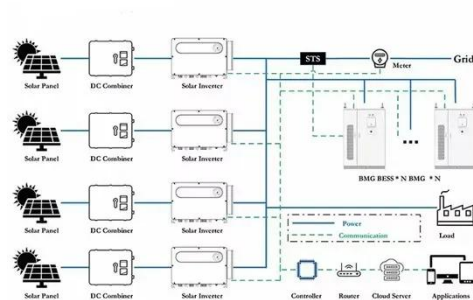 STS
Meter
Grid
Solar Panel
DC Combiner
Solar Inverter
Solar Panel
DC Combiner
Solar Inverter
BMG BESS * N BMG * N
Solar Panel
DC Combiner
Solar Inverter
Power
Communication
Load
Solar Panel
DC Combiner
Solar Inverter
Controller
Router
Cloud Server
Applications